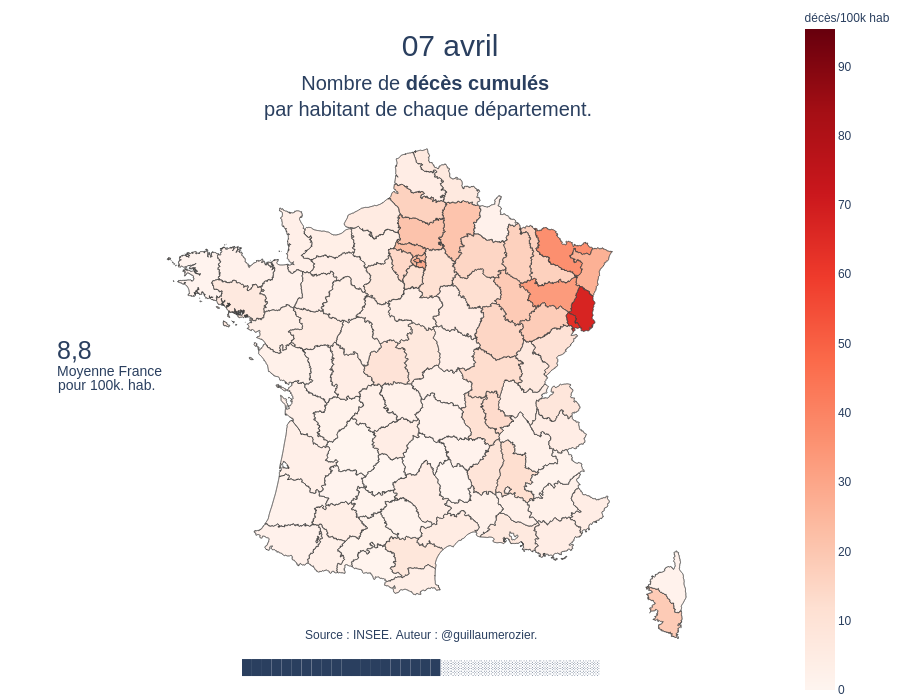 décès/100k hab
07 avril
Nombre de décès cumulés
par habitant de chaque département.
90
80
70
60
50
40
30
20
10
0
8,8
Moyenne France
pour 100k. hab.
Source : INSEE. Auteur : @guillaumerozier.